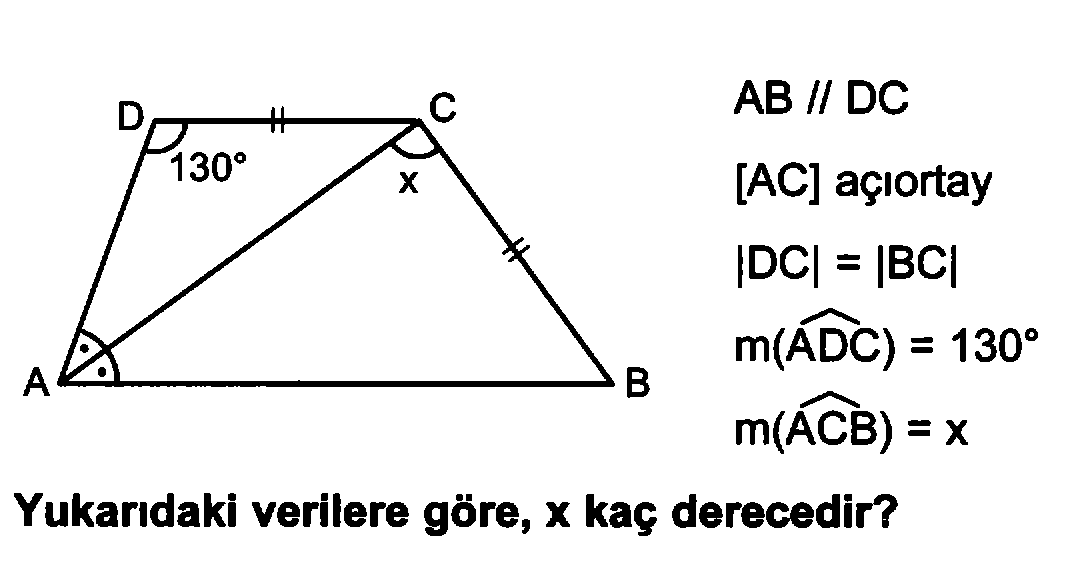 D
C
130°
x
A
B
AB // DC
[AC] açıortay
|DC| = |BC|
m(ADC) = 130°
m(ACB) = x
Yukarıdaki verilere göre, x kaç derecedir?